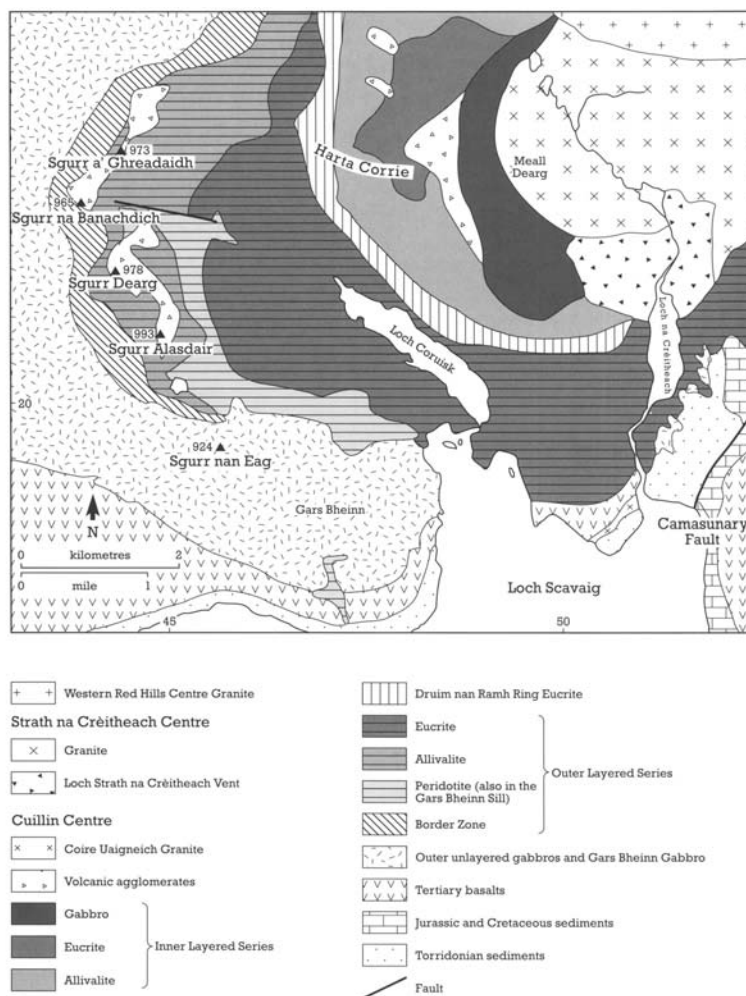 973
Sgurr a' Ghreadaidh
965
Sgurr na Banachdich
978
Sgurr Dearg
993
Sgurr Alasdair
20
924
Sgurr nan Eag
Gars Bheinn
N
0 kilometres 2
0 mile 1
45
50
Harta Corrie
Meall
Dearg
Loch Coruisk
Loch na Crèitheach
Camasunary
Fault
Loch Scavaig
Western Red Hills Centre Granite
Strath na Crèitheach Centre
Granite
Loch Strath na Crèitheach Vent
Cuillin Centre
Coire Uaigneich Granite
Volcanic agglomerates
Gabbro
Eucrite
Allivalite
Inner Layered Series
Druim nan Ramh Ring Eucrite
Eucrite
Allivalite
Peridotite (also in the
Gars Bheinn Sill)
Border Zone
Outer Layered Series
Outer unlayered gabbros and Gars Bheinn Gabbro
Tertiary basalts
Jurassic and Cretaceous sediments
Torridonian sediments
Fault